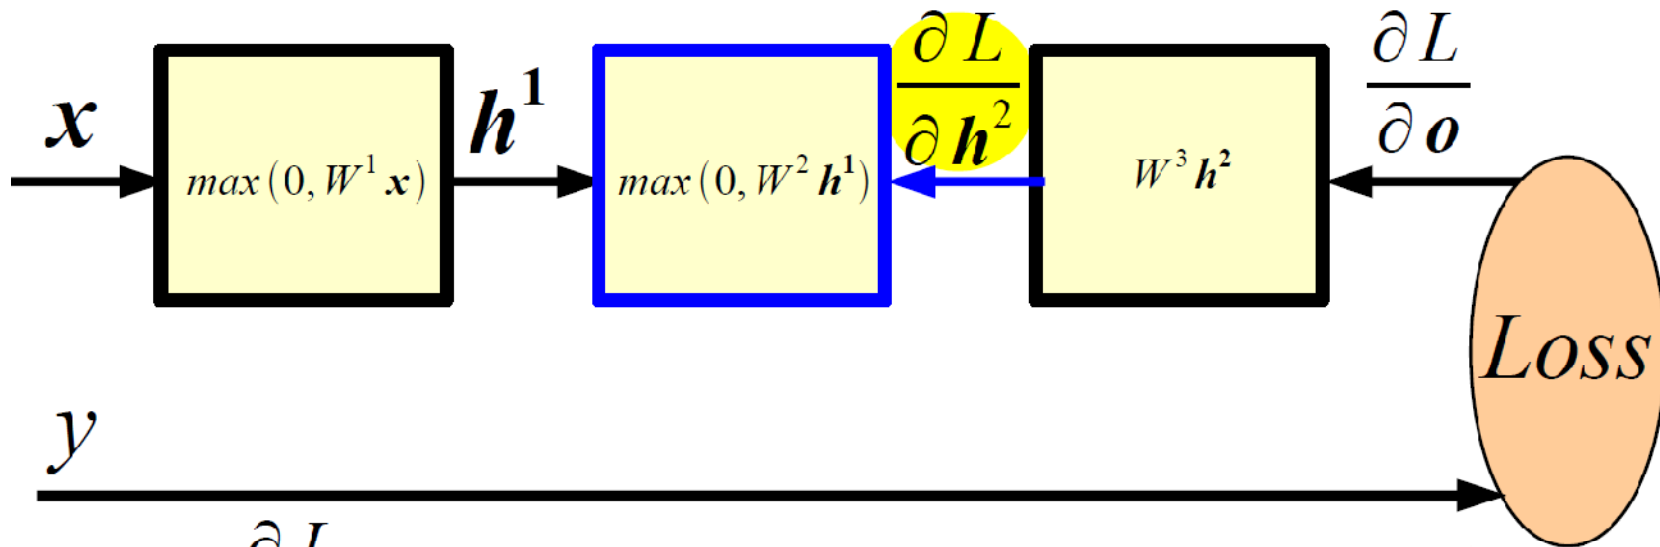 x
max(0, W¹ x)
h¹
max(0, W² h¹)
∂L
∂h²
W³ h²
∂L
∂o
Loss
y
∂L